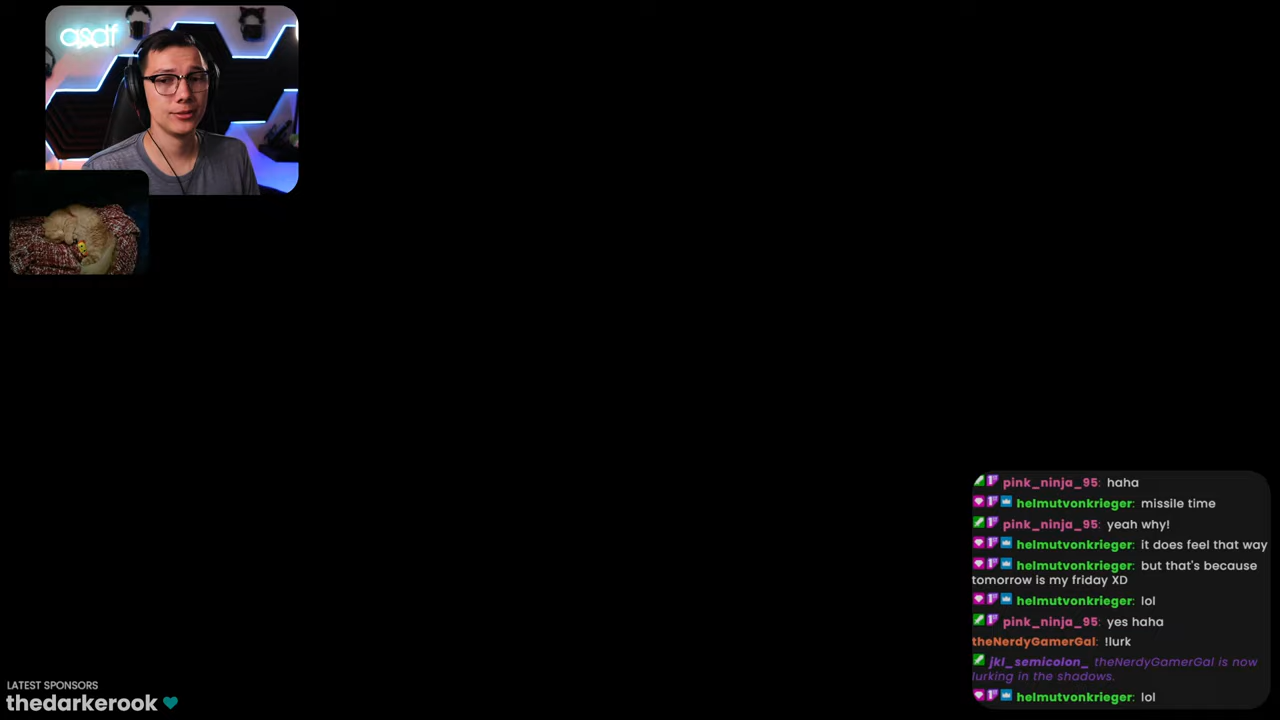 asdf
pink_ninja_95: haha
helmutvonkrieger: missile time
pink_ninja_95: yeah why!
helmutvonkrieger: it does feel that way
helmutvonkrieger: but that's because
tomorrow is my friday XD
helmutvonkrieger: lol
pink_ninja_95: yes haha
theNerdyGamerGal: !lurk
jkl_semicolon_ theNerdyGamerGal is now
lurking in the shadows.
helmutvonkrieger: lol
LATEST SPONSORS
thedarkerook